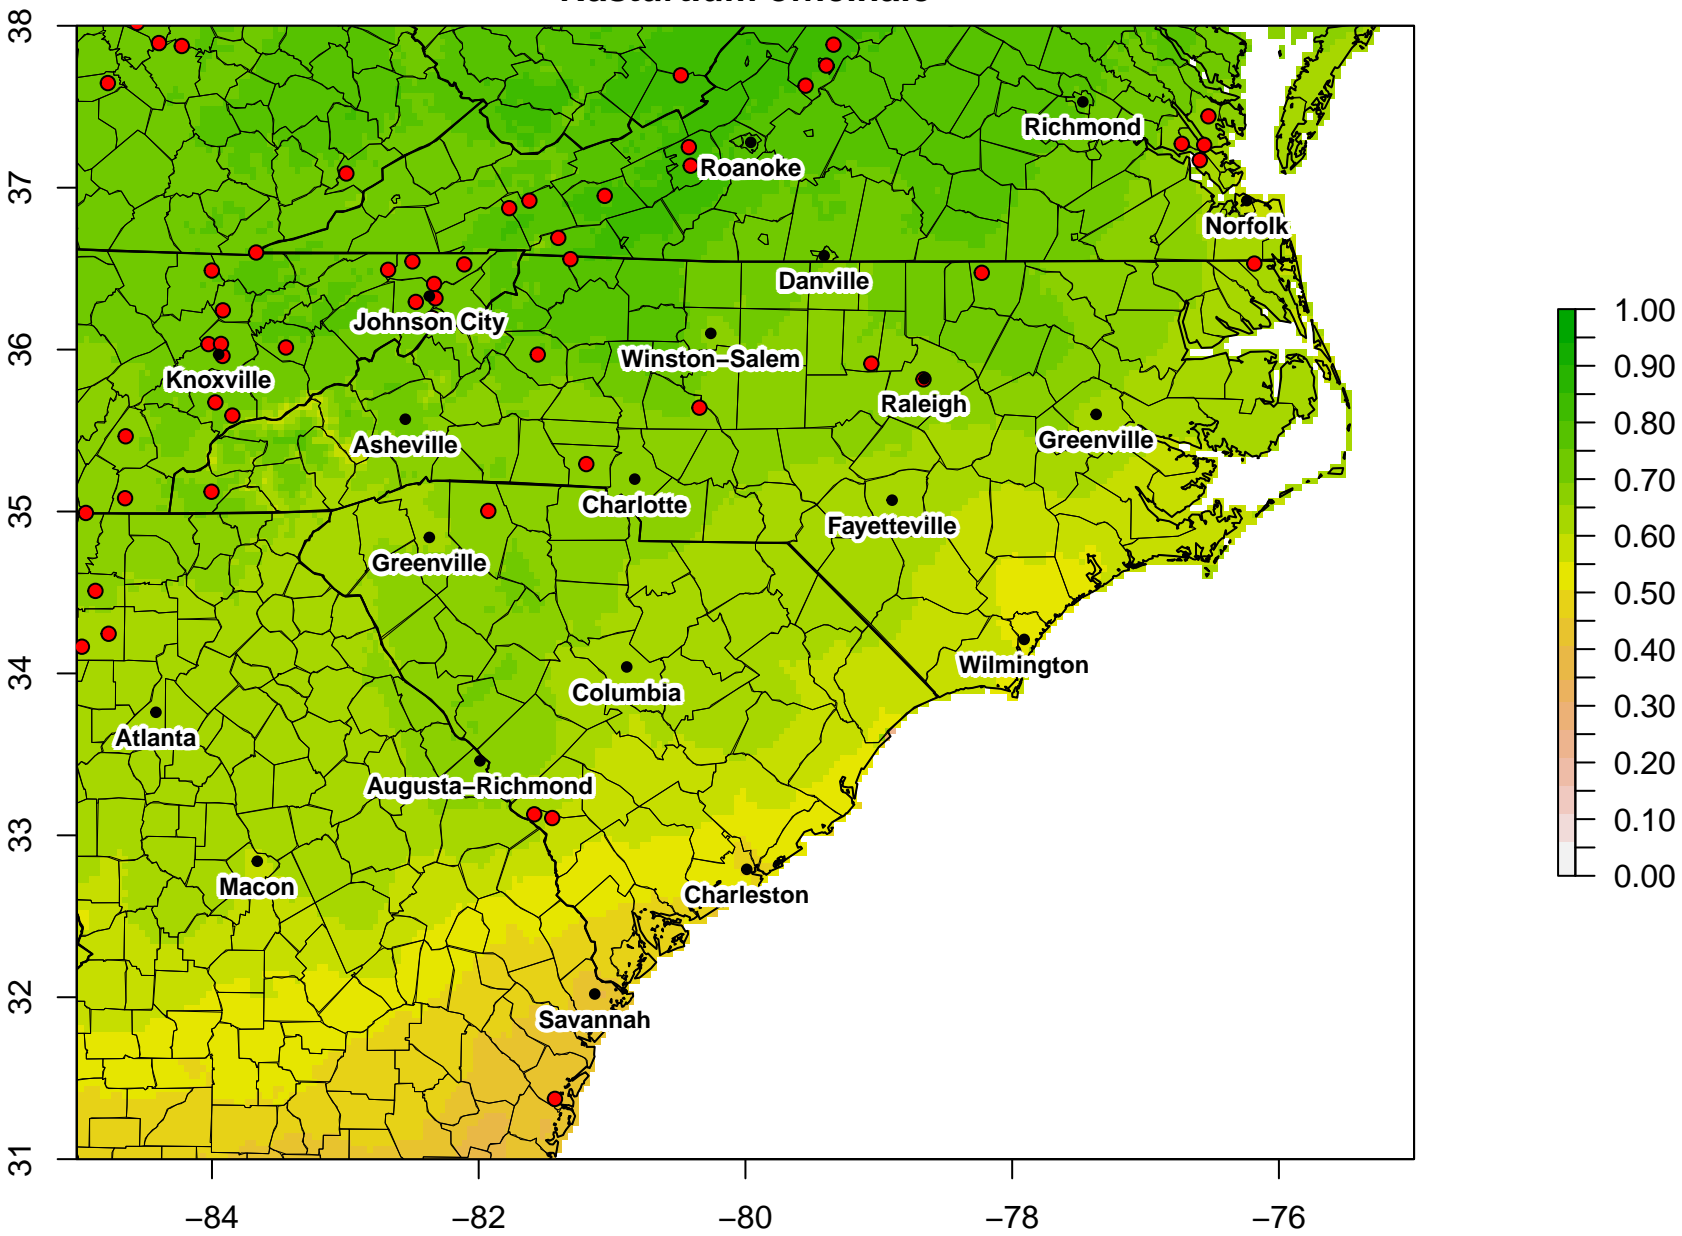 Nasturtium officinale
38
Richmond
Roanoke
37
Norfolk
Danville
1.00
Johnson City
36
Winston–Salem
0.90
Knoxville
Raleigh
0.80
Asheville
Greenville
0.70
35
Charlotte
Fayetteville
0.60
Greenville
0.50
34
Wilmington
0.40
Columbia
0.30
Atlanta
0.20
Augusta–Richmond
33
0.10
Macon
Charleston
0.00
32
Savannah
31
−84
−82
−80
−78
−76